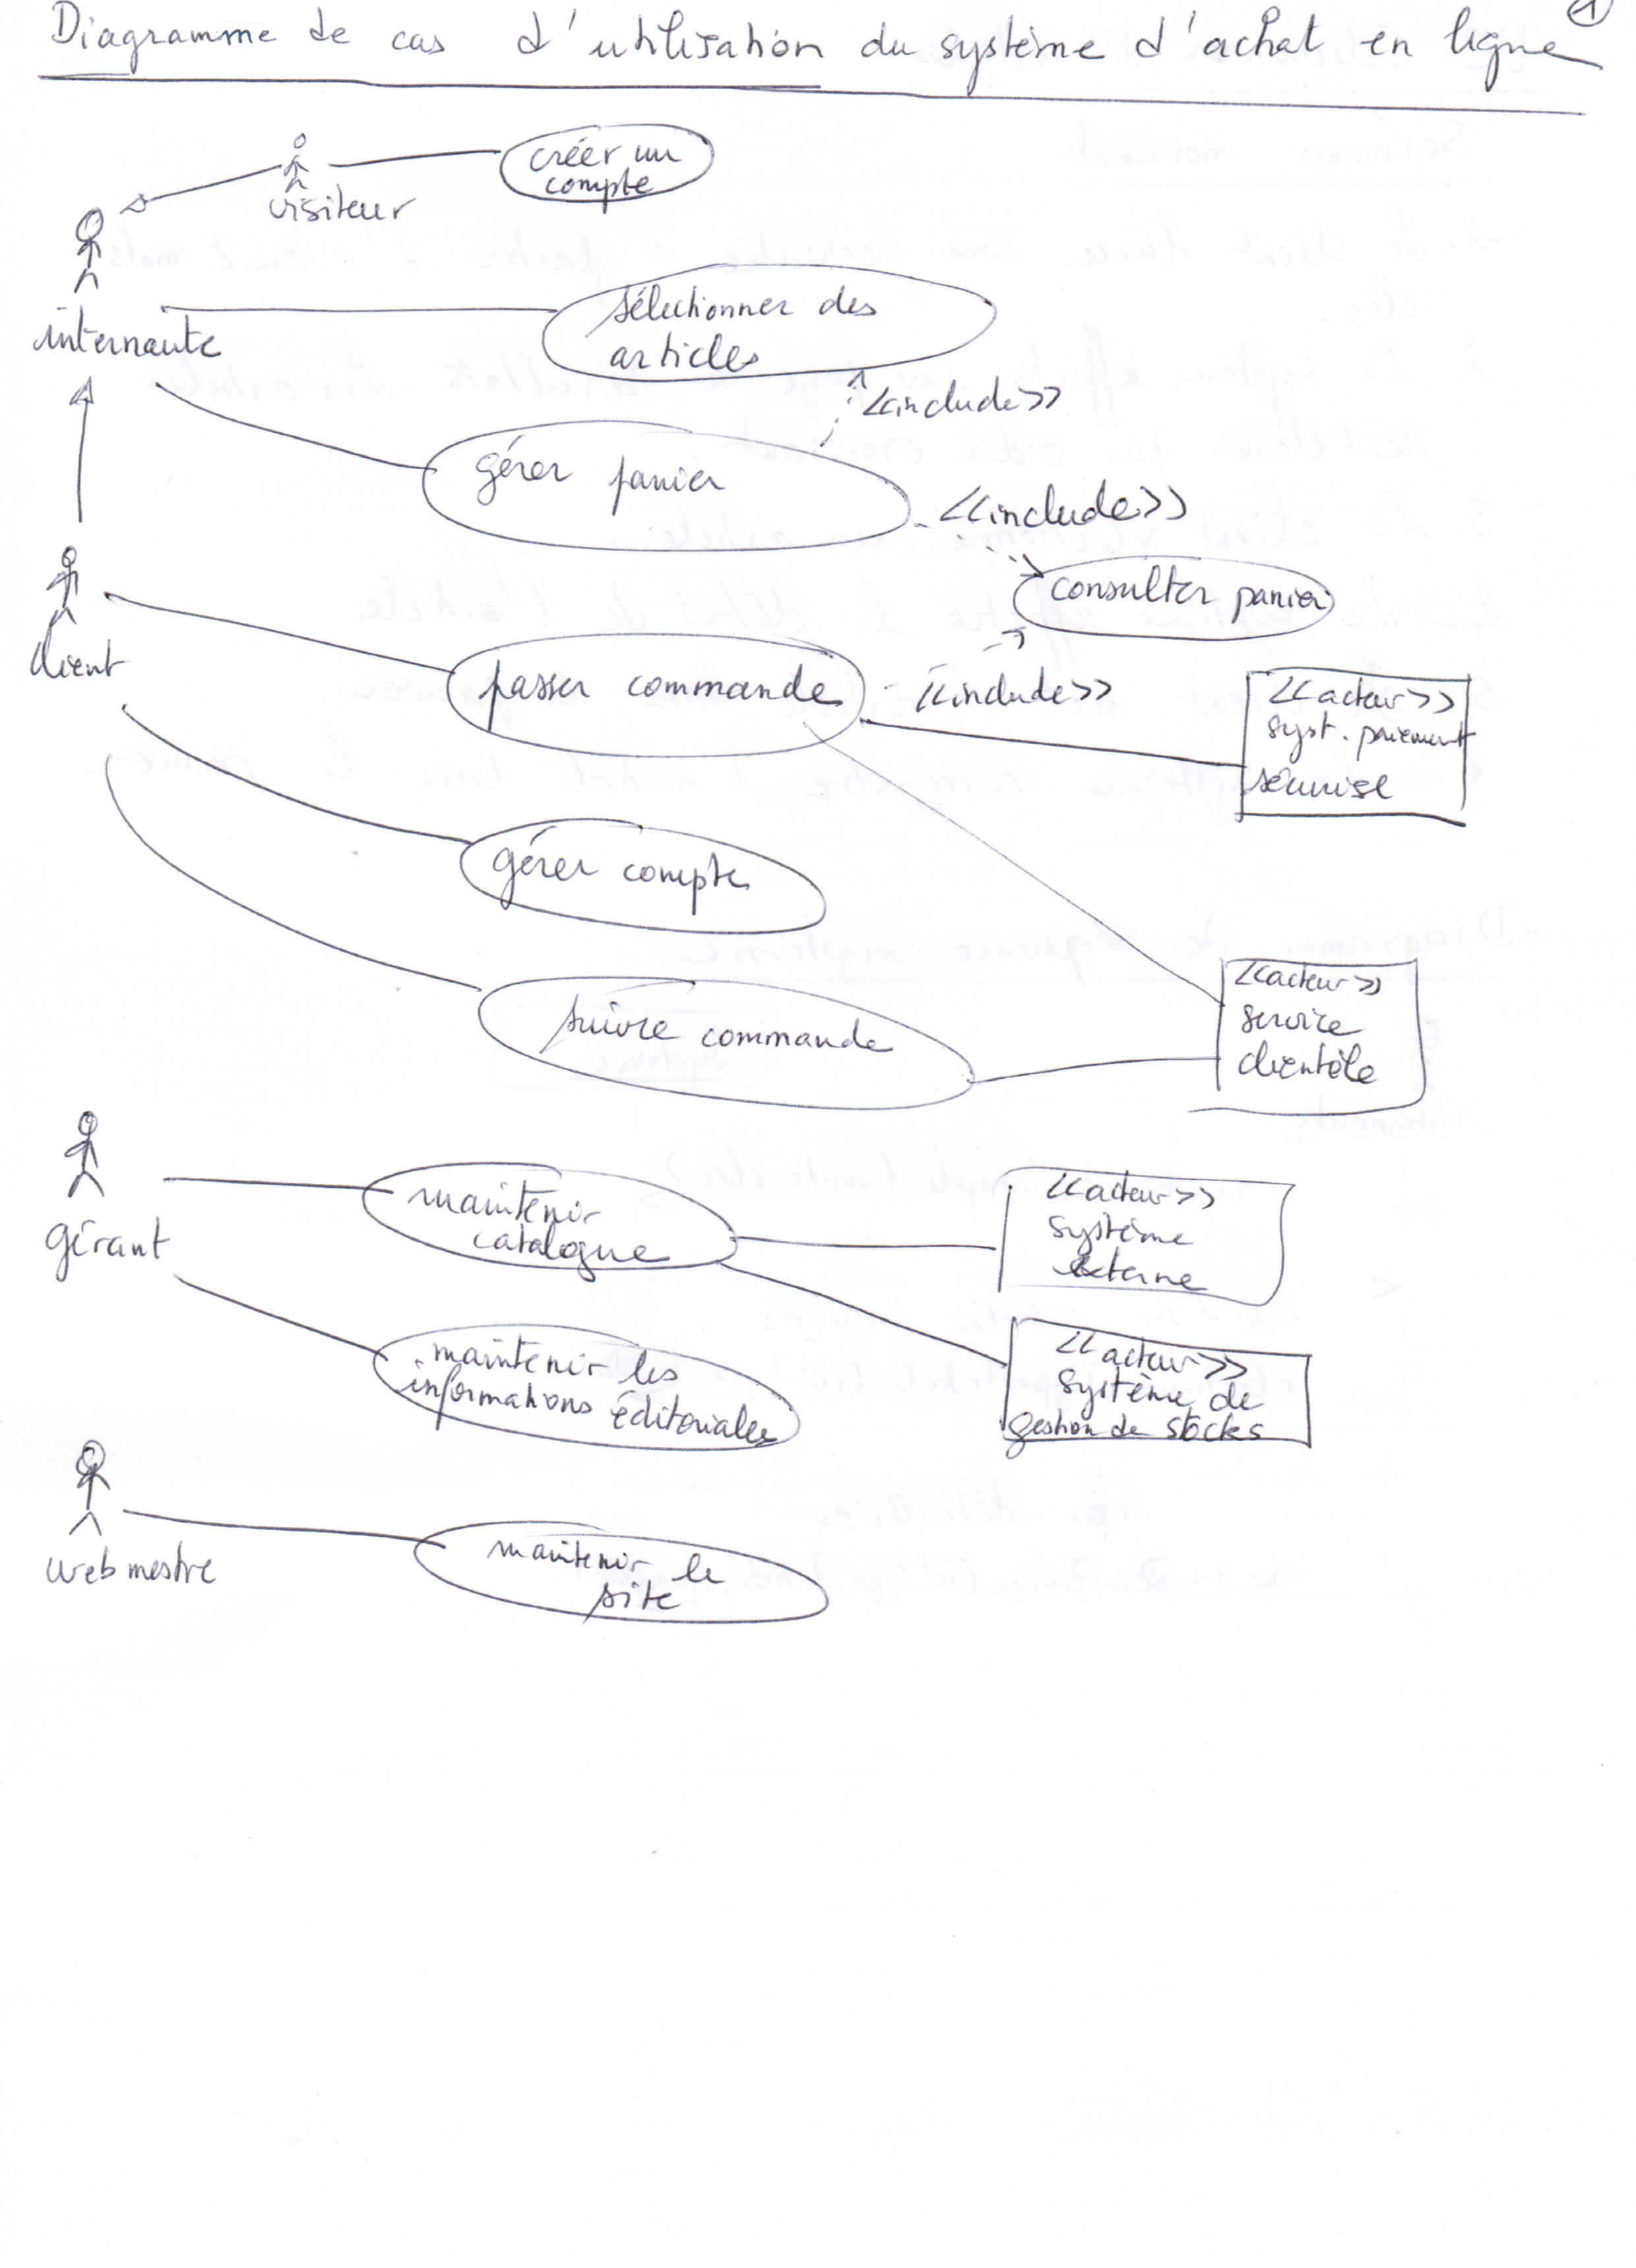 1
Diagramme de cas d'utilisation du système d'achat en ligne
créer un
compte
visiteur
internaute
sélectionner des
articles
<<include>>
gérer panier
<<include>>
consulter panier
client
passer commande
<<include>>
<<acteur>>
syst. paiement
sécurisé
gérer compte
suivre commande
<<acteur>>
service
clientèle
gérant
maintenir
catalogue
<<acteur>>
système
externe
maintenir les
informations éditoriales
<<acteur>>
système de
gestion de stocks
webmestre
maintenir le
site